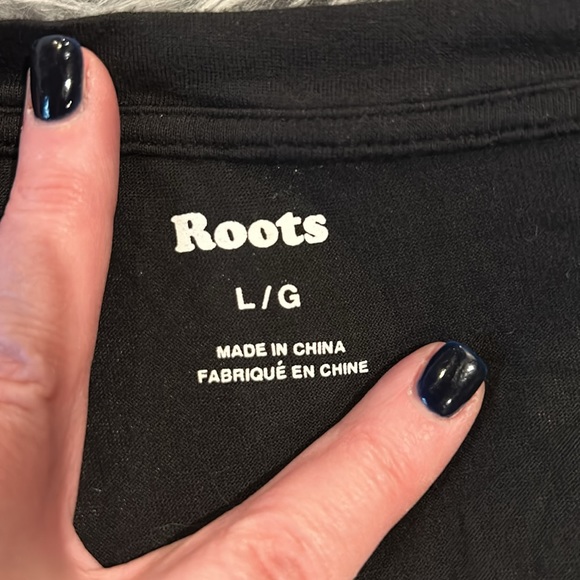 Roots
L / G
MADE IN CHINA
FABRIQUÉ EN CHINE